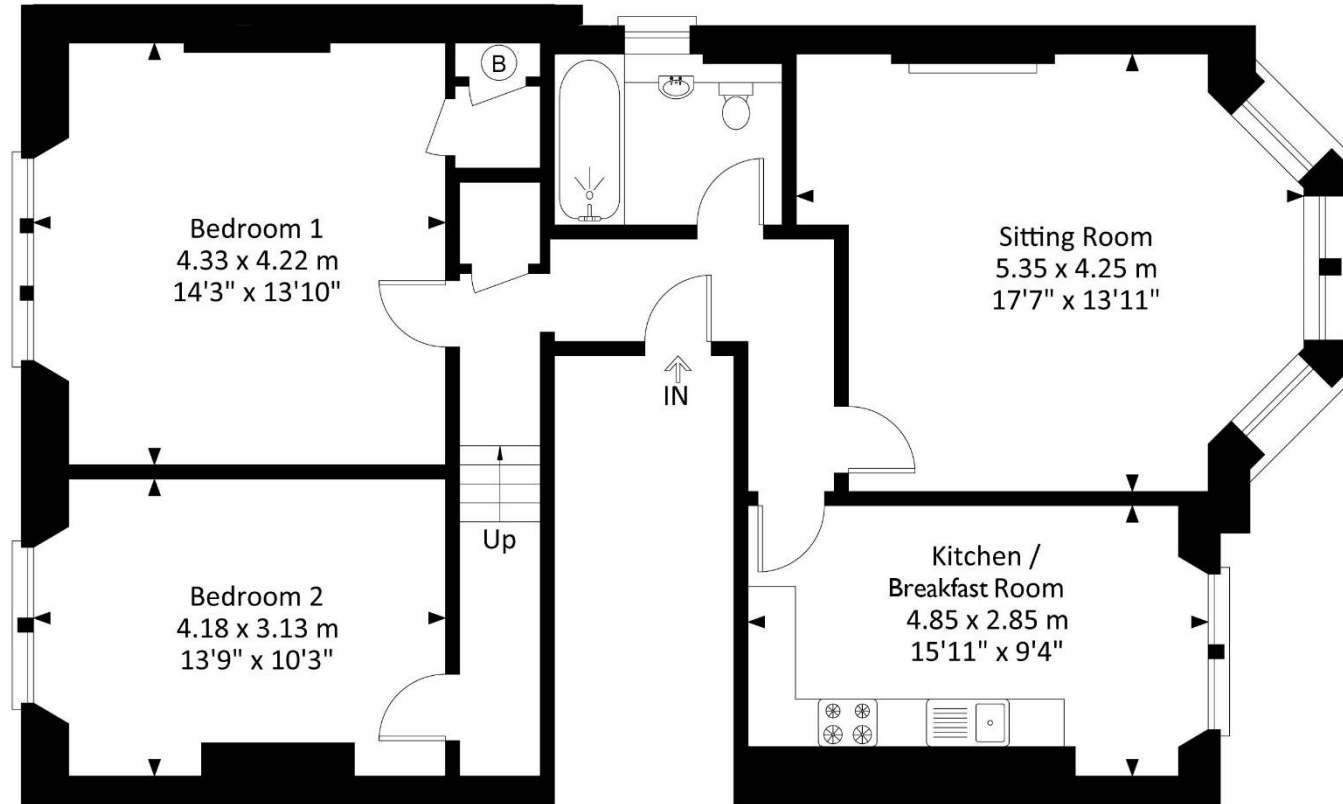 B
Bedroom 1
4.33 x 4.22 m
14'3" x 13'10"
Sitting Room
5.35 x 4.25 m
17'7" x 13'11"
IN
Up
Bedroom 2
4.18 x 3.13 m
13'9" x 10'3"
Kitchen /
Breakfast Room
4.85 x 2.85 m
15'11" x 9'4"